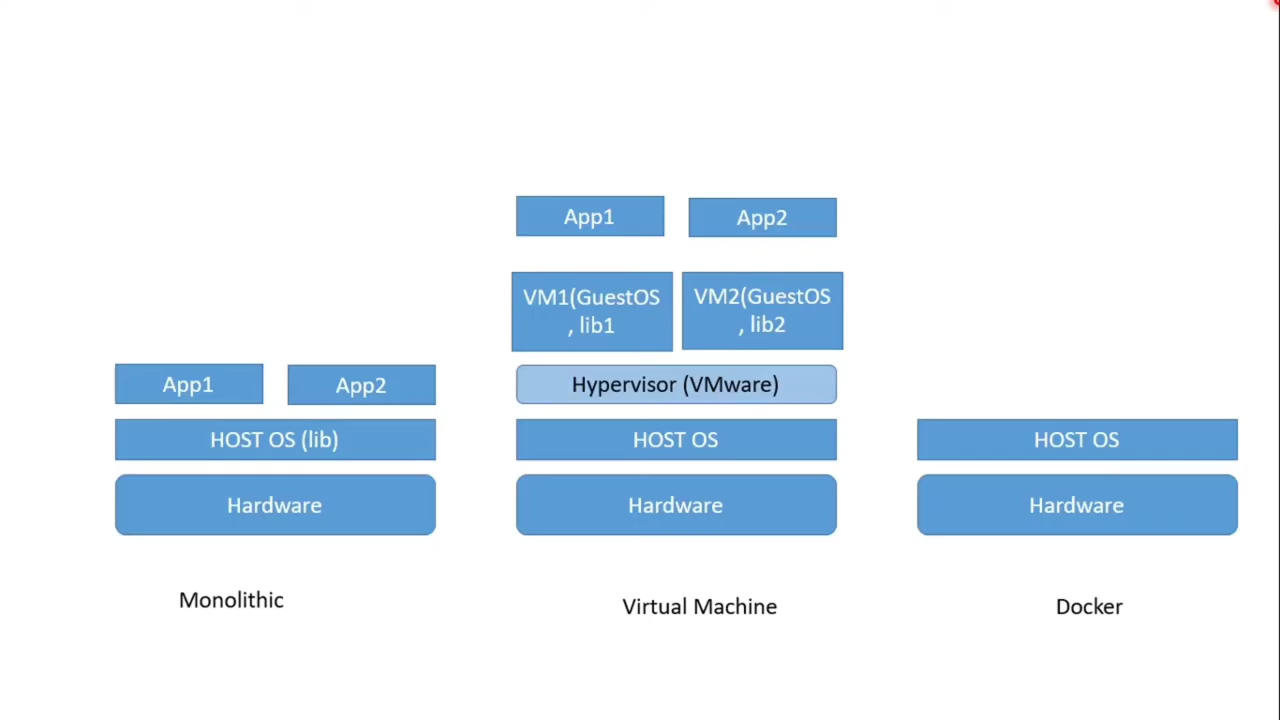 App1
App2
VM1(GuestOS
, lib1
VM2(GuestOS
, lib2
App1
App2
Hypervisor (VMware)
HOST OS (lib)
HOST OS
HOST OS
Hardware
Hardware
Hardware
Monolithic
Virtual Machine
Docker